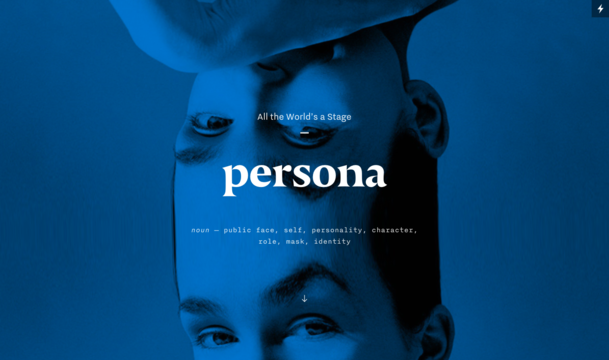 All the World's a Stage
persona
noun — public face, self, personality, character,
role, mask, identity